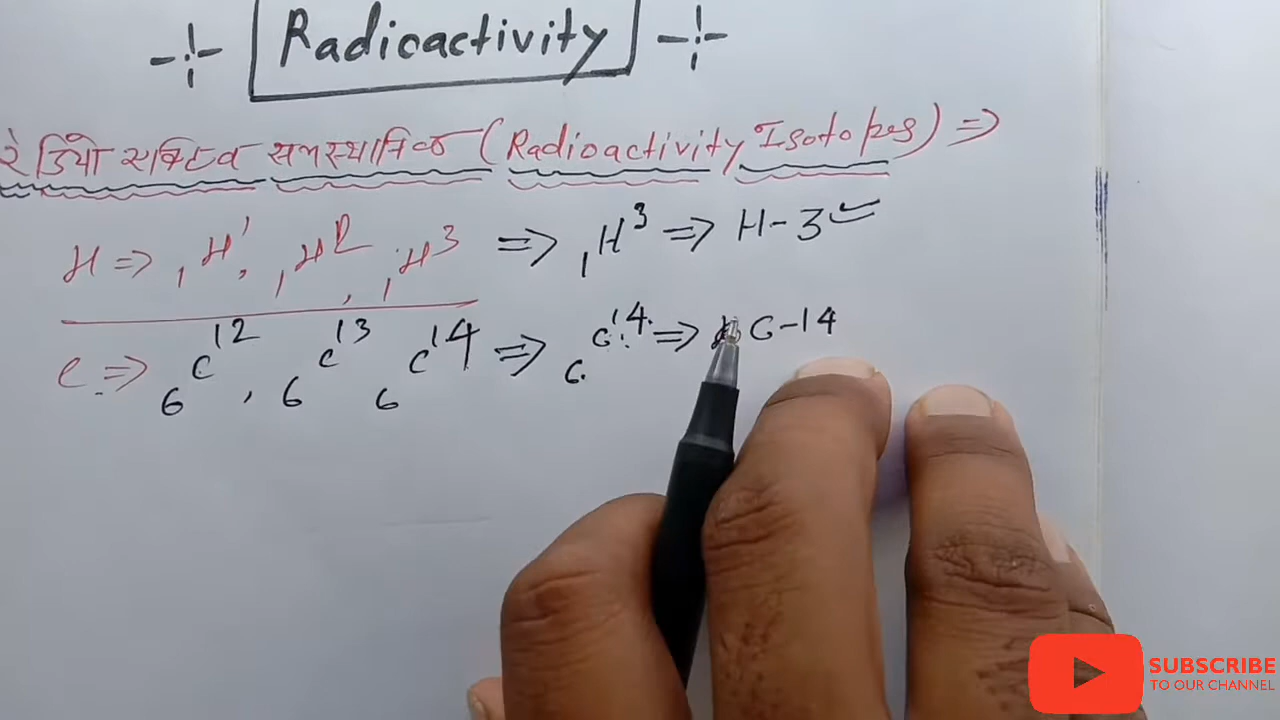 Radioactivity
रेडियो सक्टिव समस्थानिक (Radioactivity Isotopes) ⇒
H ⇒ ₁H¹, ₁H², ₁H³ ⇒ ₁H³ ⇒ H-3
C ⇒ ₆C¹², ₆C¹³ ₆C¹⁴ ⇒ ₆C¹⁴ ⇒ C-14
SUBSCRIBE
TO OUR CHANNEL